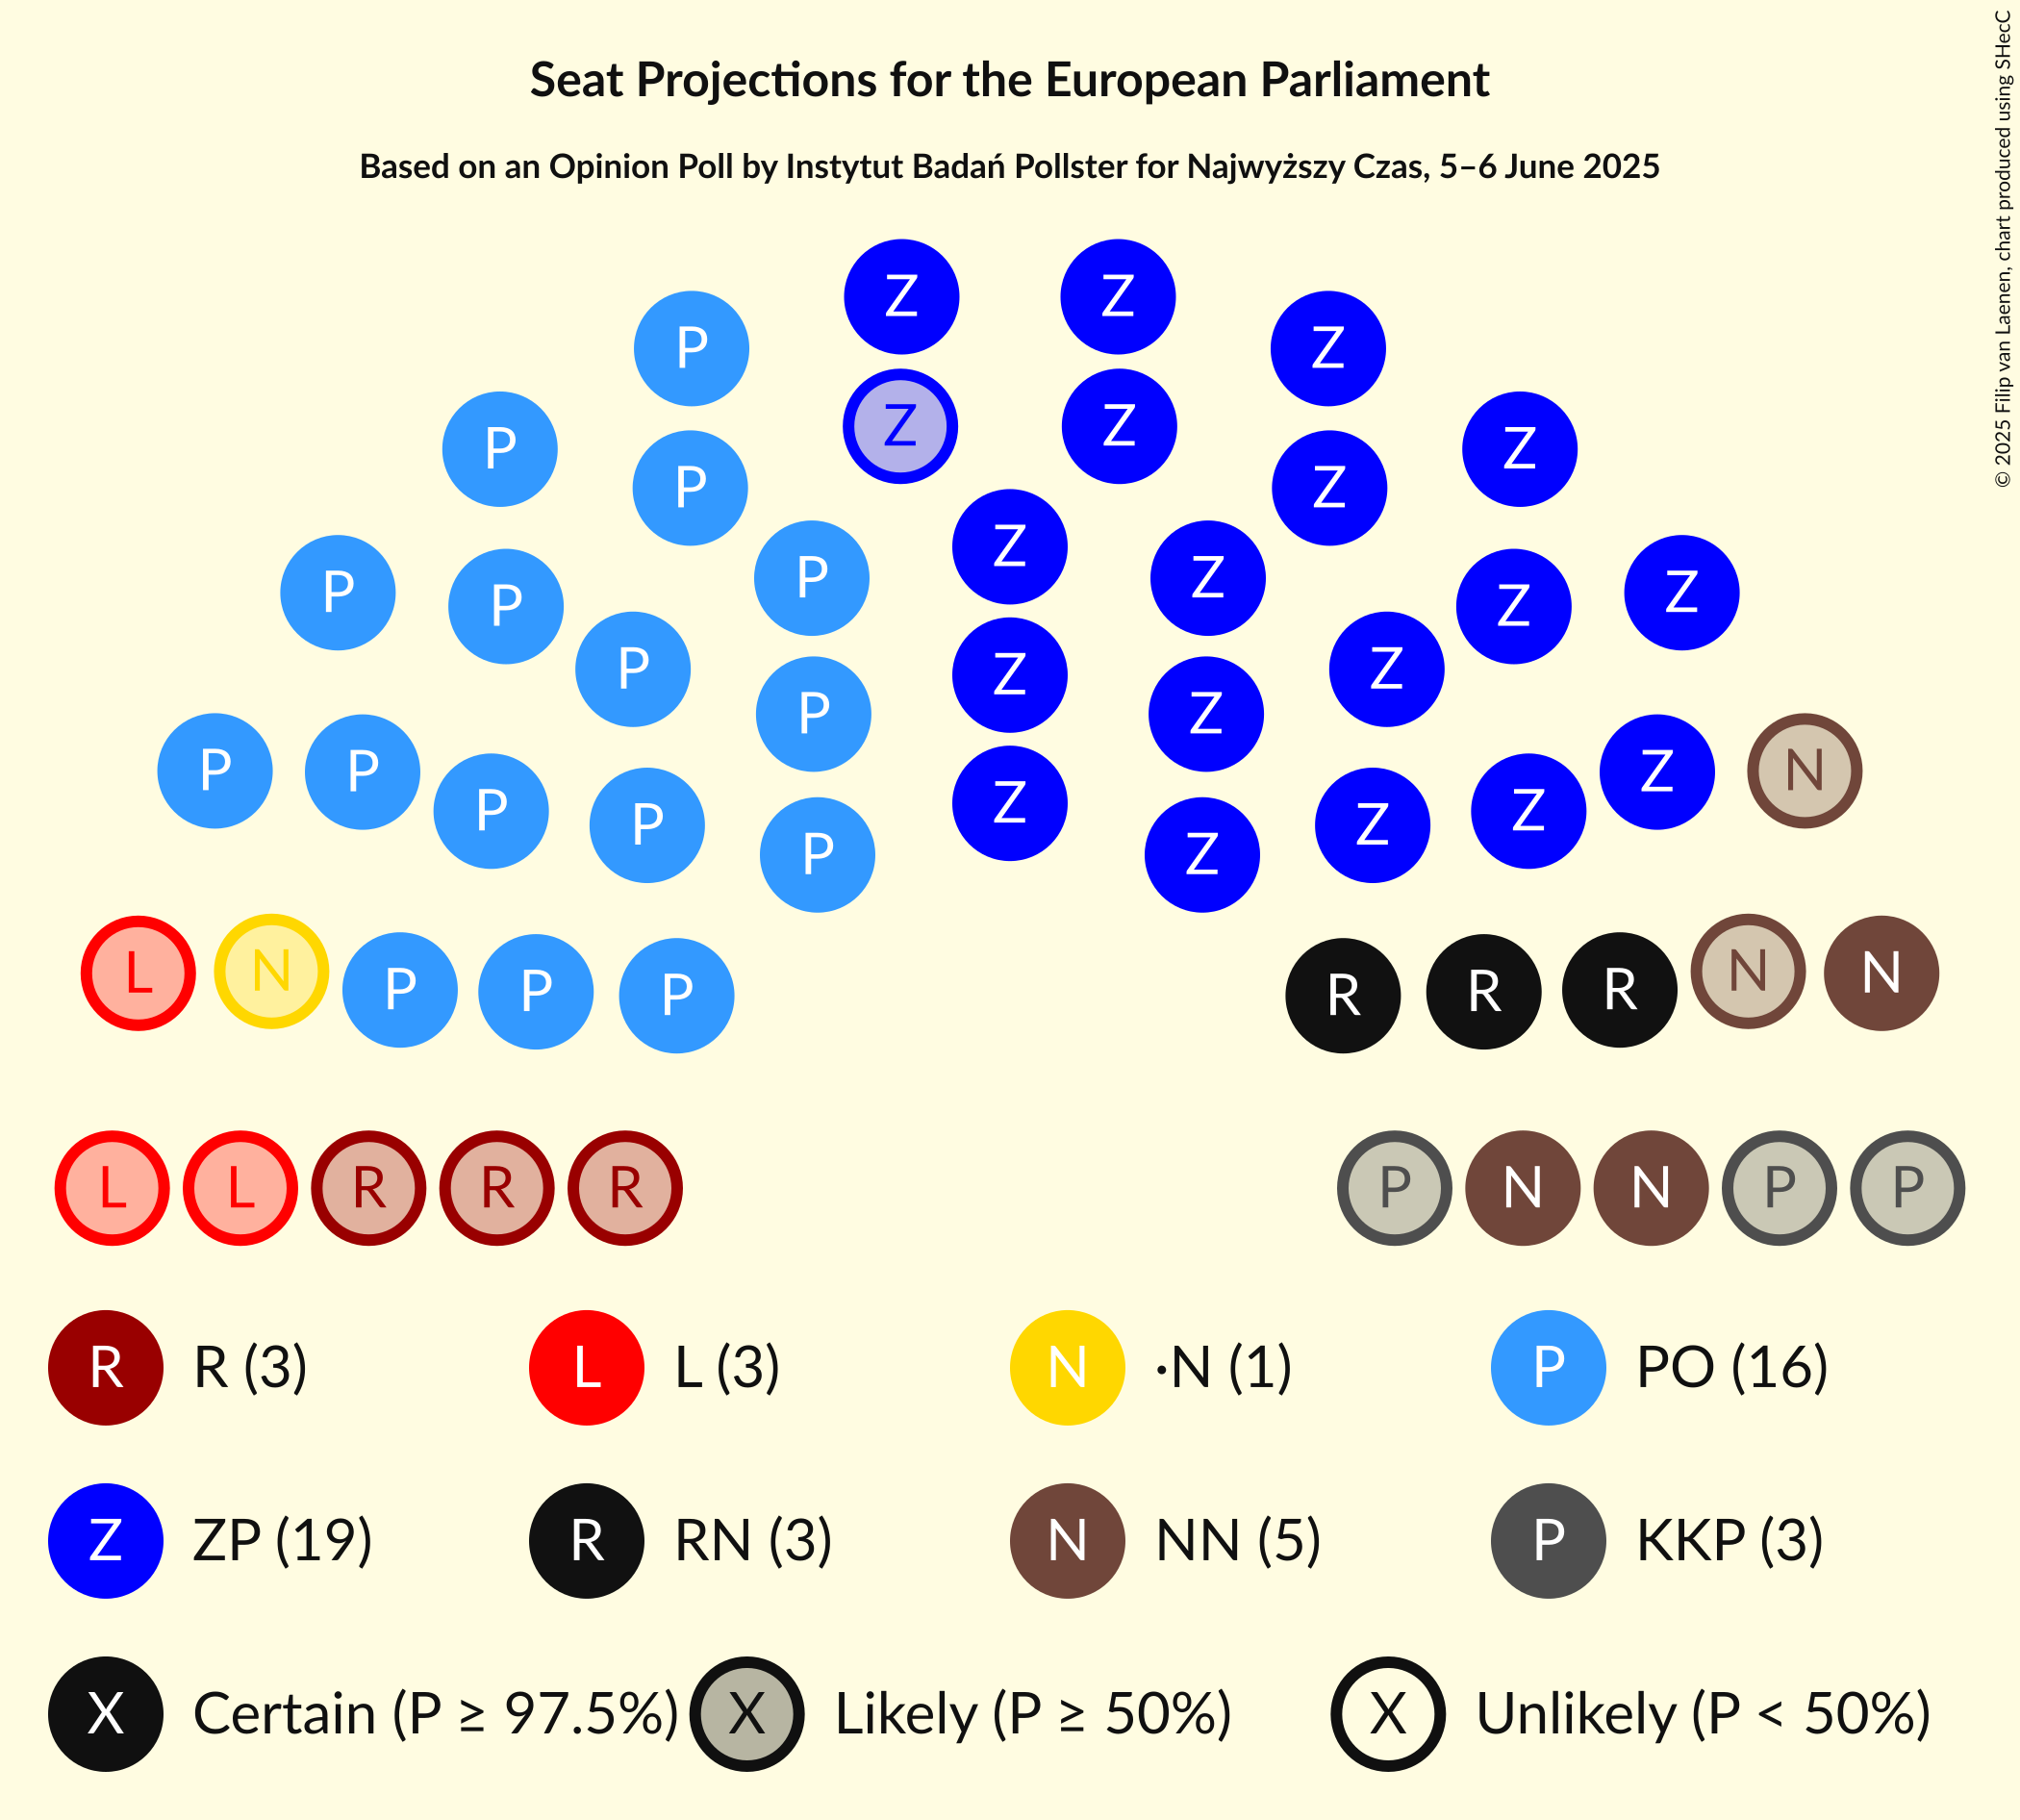 Seat Projections for the European Parliament
Based on an Opinion Poll by Instytut Badań Pollster for Najwyższy Czas, 5–6 June 2025
© 2025 Filip van Laenen, chart produced using SHecC
Z Z
P Z
Z Z
P Z
P Z
Z
P Z Z
P P Z Z
P Z P Z
P Z Z
P P Z Z N
P P Z Z Z
P Z
L N P P P R R R N N
L L R R R P N N P P
R R (3) L L (3) N ·N (1) P PO (16)
Z ZP (19) R RN (3) N NN (5) P KKP (3)
X Certain (P ≥ 97.5%) X Likely (P ≥ 50%) X Unlikely (P < 50%)